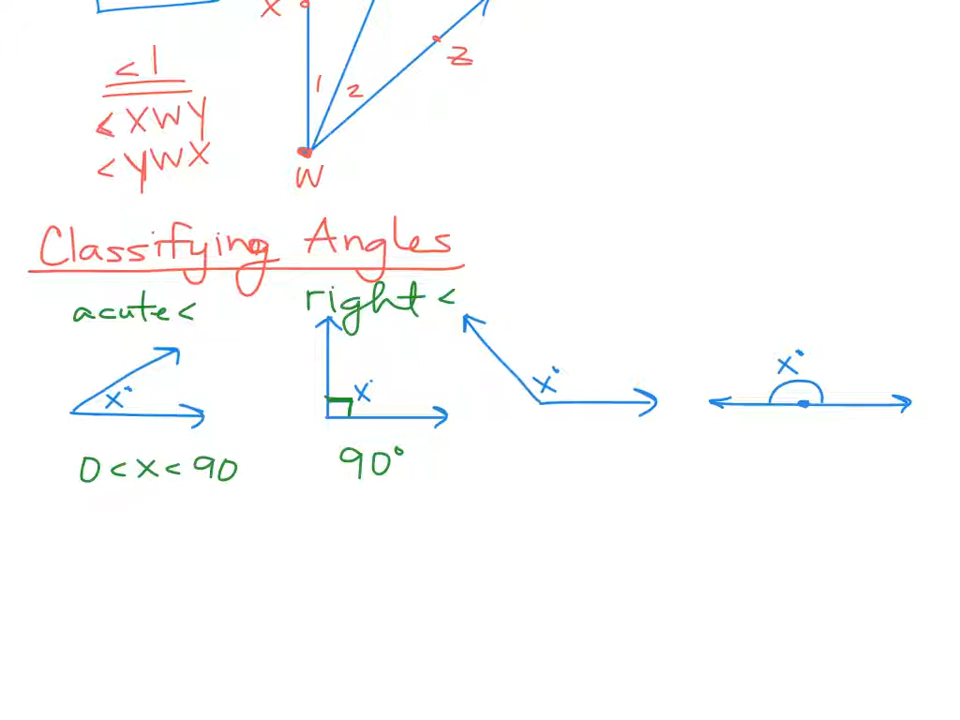 X
Z
<1
1 2
<XWY
<YWX
W
Classifying Angles
acute< right<
x° x° x° x°
0<x<90 90°